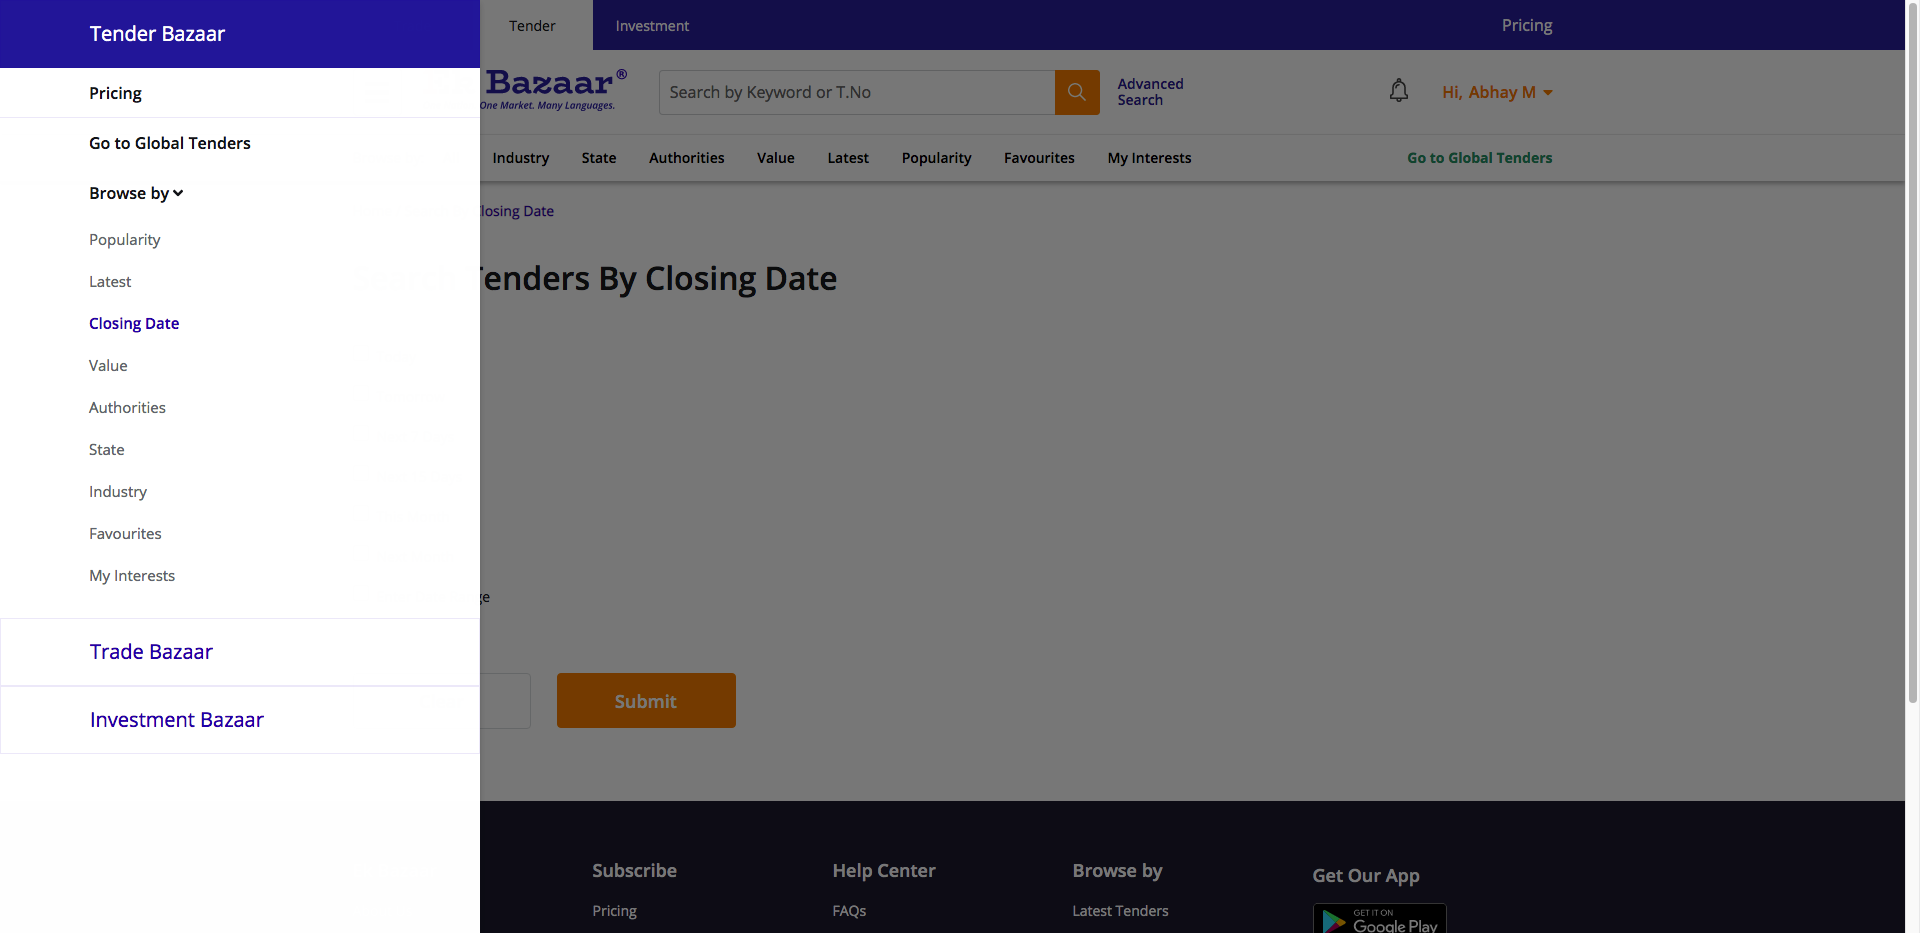 Tender Bazaar
Pricing
Go to Global Tenders
Browse by
Popularity
Latest
Closing Date
Value
Authorities
State
Industry
Favourites
My Interests
Trade Bazaar
Investment Bazaar
Tender
Investment
Pricing
Bazaar®
One Market. Many Languages.
Search by Keyword or T.No
Advanced
Search
Hi, Abhay M
Industry State Authorities Value Latest Popularity Favourites My Interests
Go to Global Tenders
losing Date
enders By Closing Date
ge
Submit
Subscribe
Pricing
Help Center
FAQs
Browse by
Latest Tenders
Get Our App
GET IT ON
Google Play